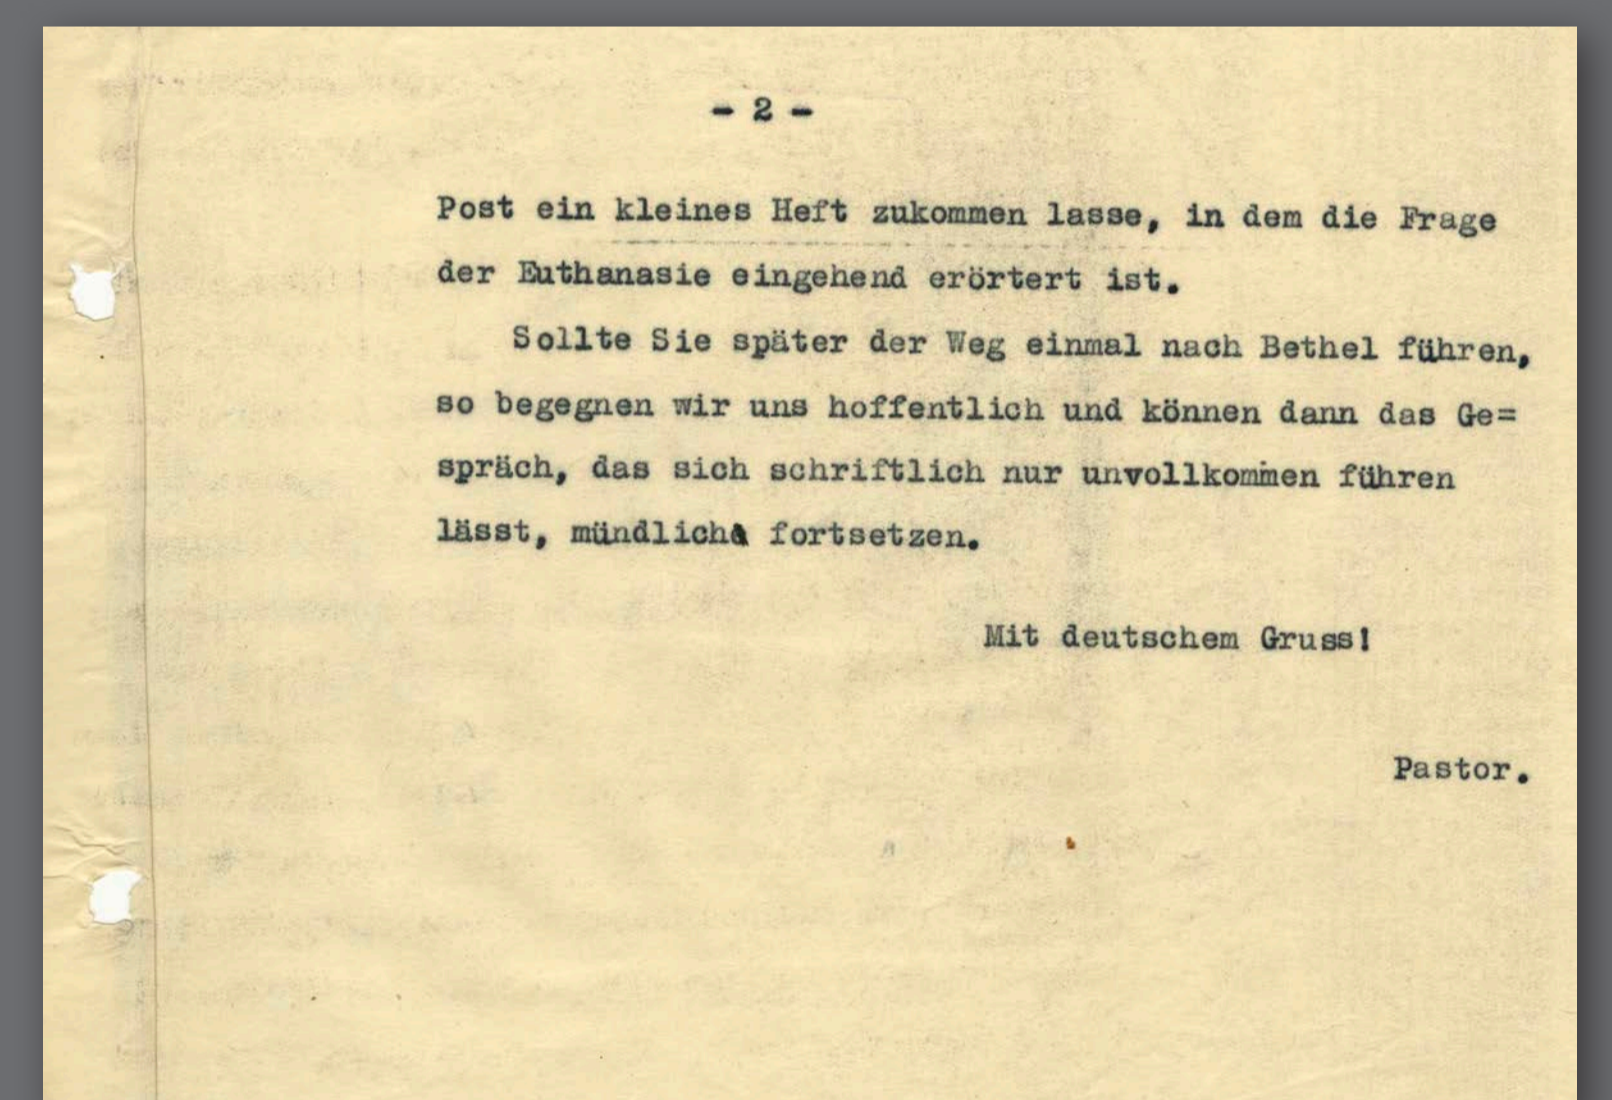 - 2 -
Post ein kleines Heft zukommen lasse, in dem die Frage
der Euthanasie eingehend erörtert ist.
Sollte Sie später der Weg einmal nach Bethel führen,
so begegnen wir uns hoffentlich und können dann das Ge=
spräch, das sich schriftlich nur unvollkommen führen
lässt, mündlich fortsetzen.
Mit deutschem Gruss!
Pastor.